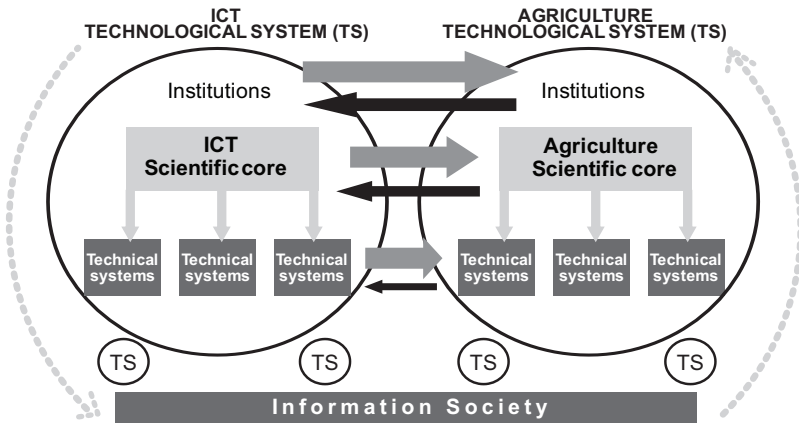 ICT
TECHNOLOGICAL SYSTEM (TS)
AGRICULTURE
TECHNOLOGICAL SYSTEM (TS)
Institutions
Institutions
ICT
Scientific core
Agriculture
Scientific core
Technical
systems
Technical
systems
Technical
systems
Technical
systems
Technical
systems
Technical
systems
TS
TS
TS
TS
Information Society